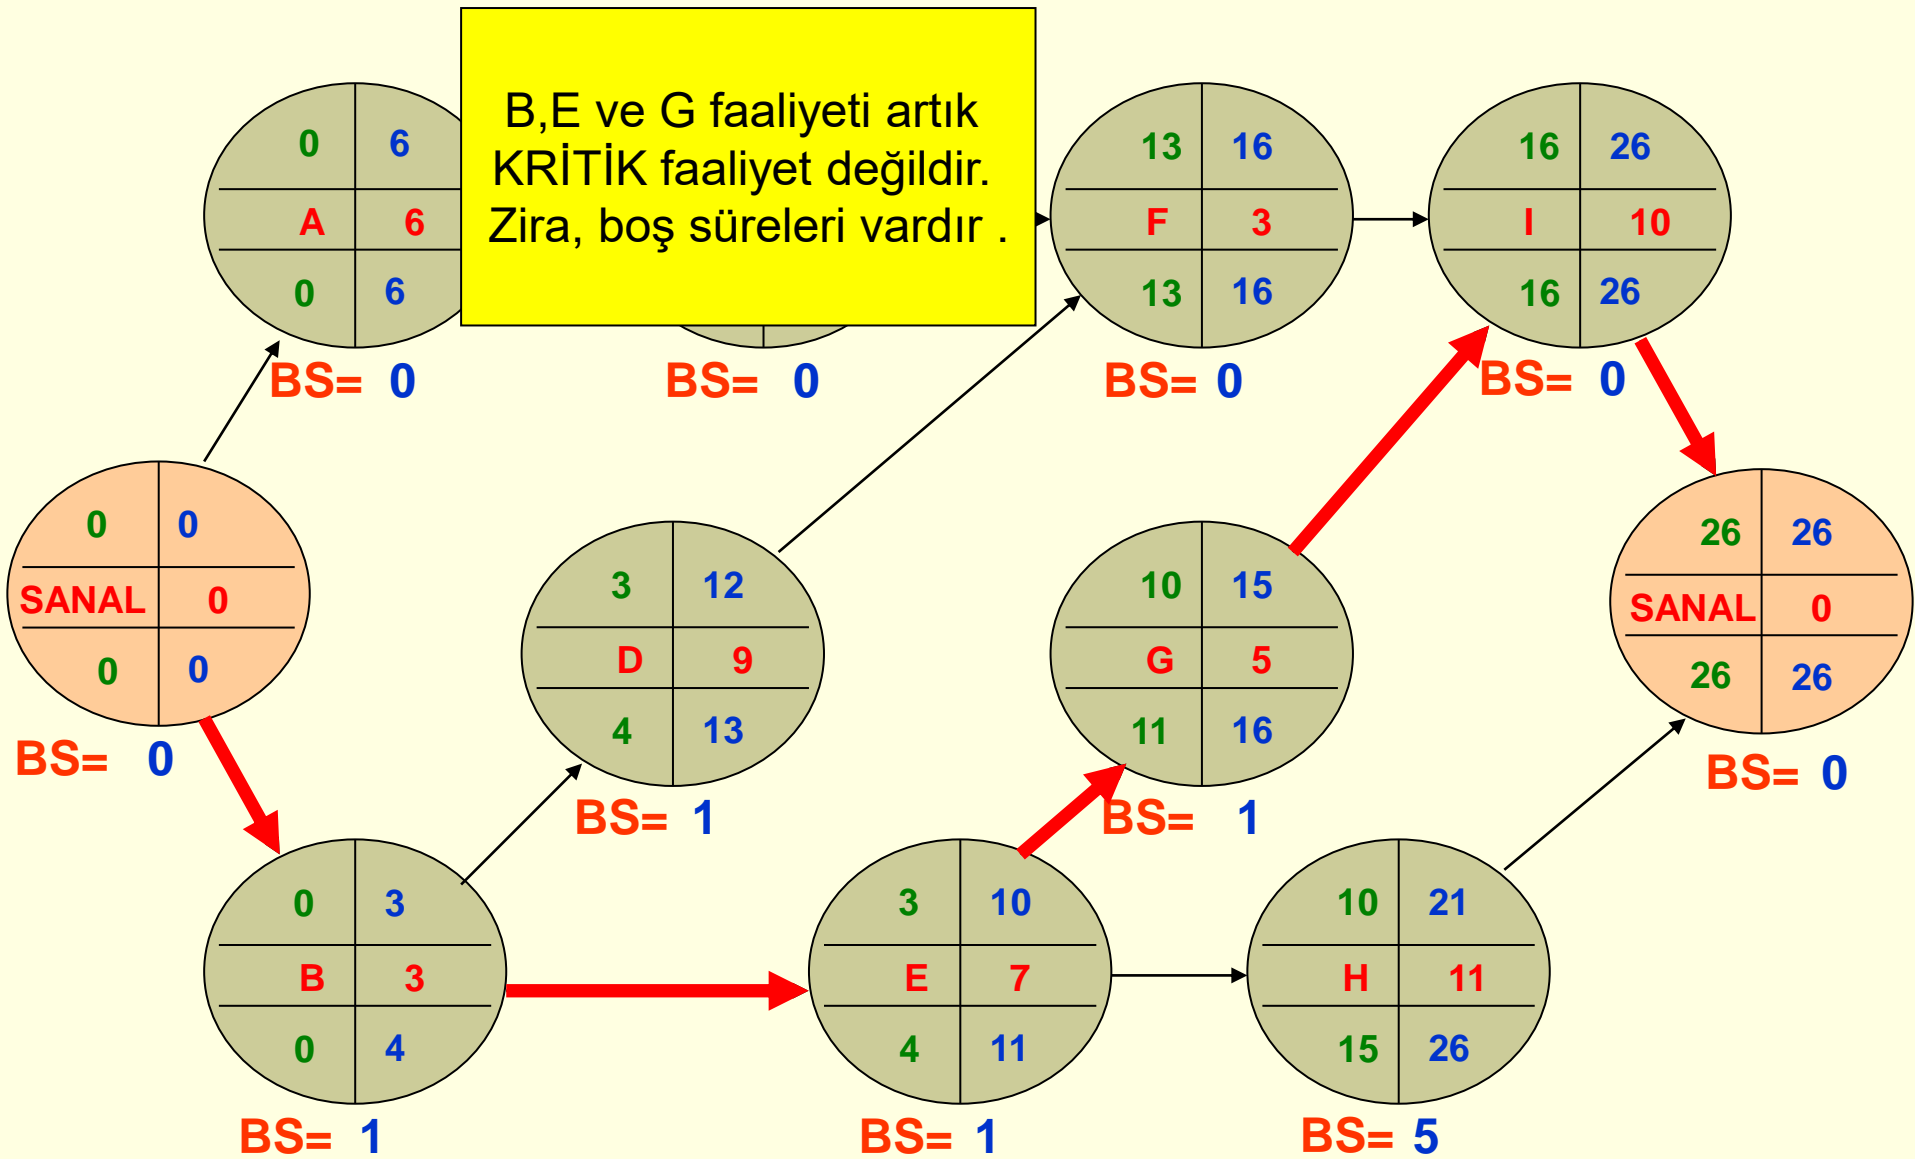 B,E ve G faaliyeti artık
KRİTİK faaliyet değildir.
Zira, boş süreleri vardır .
0 6
A 6
0 6
BS= 0
BS= 0
13 16
F 3
13 16
BS= 0
16 26
I 10
16 26
BS= 0
0 0
SANAL 0
0 0
BS= 0
3 12
D 9
4 13
BS= 1
10 15
G 5
11 16
BS= 1
26 26
SANAL 0
26 26
BS= 0
0 3
B 3
0 4
BS= 1
3 10
E 7
4 11
BS= 1
10 21
H 11
15 26
BS= 5